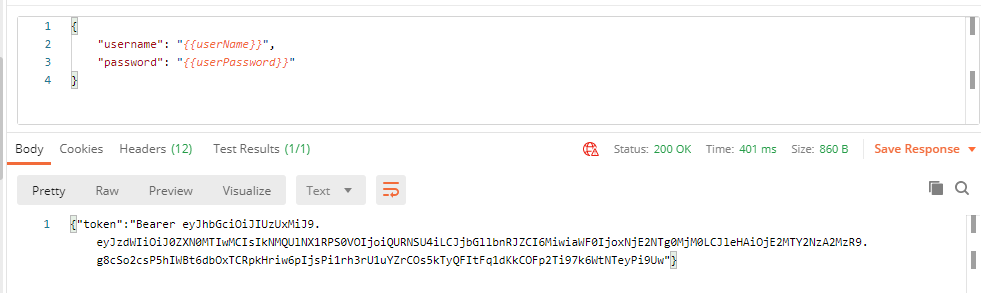 1 {
2 "username": "{{userName}}",
3 "password": "{{userPassword}}"
4 }
Body Cookies Headers (12) Test Results (1/1) Status: 200 OK Time: 401 ms Size: 860 B Save Response
Pretty Raw Preview Visualize Text
1 {"token":"Bearer eyJhbGciOiJIUzUxMiJ9.
eyJzdWIiOiJ0ZXN0MTIwMCIsIkNMQUlNX1RPS0VOIjoiQURNSU4iLCJjbGllbnRJZCI6MiwiaWF0IjoxNjE2NTg0MjM0LCJleHAiOjE2MTY2NzA2MzR9.
g8cSo2csP5hIWBt6dbOxTCRpkHriw6pIjsPi1rh3rU1uYZrCOs5kTyQFItFq1dKkCOFp2Ti97k6WtNTeyPi9Uw"}